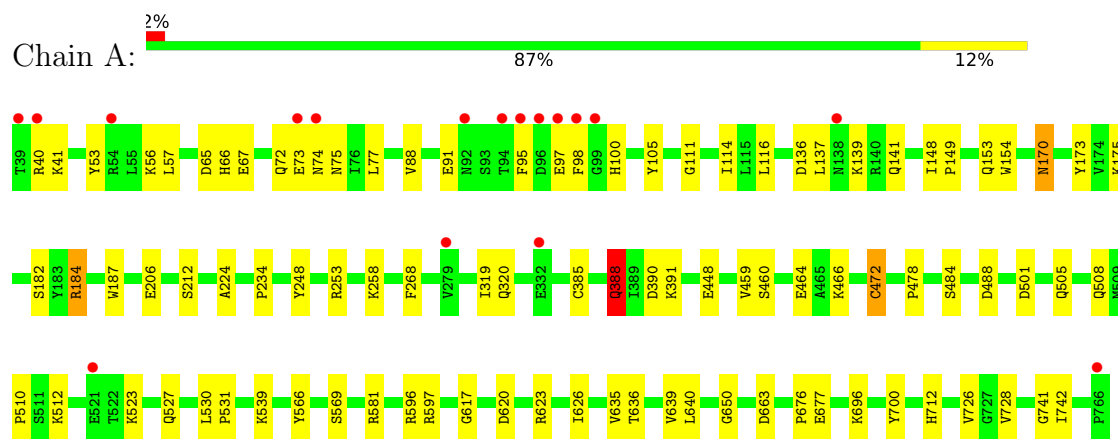 2%
Chain A:
87% 12%
T39 R40 K41 Y53 R54 L55 K56 L57 D65 H66 E67 Q72 E73 N74 N75 I76 L77 V88 E91 N92 S93 T94 F95 D96 E97 F98 G99 H100 Y105 G111 I114 L115 L116 D136 L137 N138 K139 R140 Q141 I148 P149 Q153 W154 N170 Y173 V174 K175
S182 Y183 R184 W187 E206 S212 A224 P234 Y248 R253 K258 F268 V279 I319 Q320 E332 C385 Q388 I389 D390 K391 E448 V459 S460 E464 A465 K466 C472 P478 S484 D488 D501 Q505 Q508 M509
P510 S511 K512 E521 T522 K523 Q527 L530 P531 K539 Y566 S569 R581 R596 R597 G617 D620 R623 I626 V635 T636 V639 L640 G650 D663 P676 E677 K696 Y700 H712 V726 G727 V728 G741 I742 P766